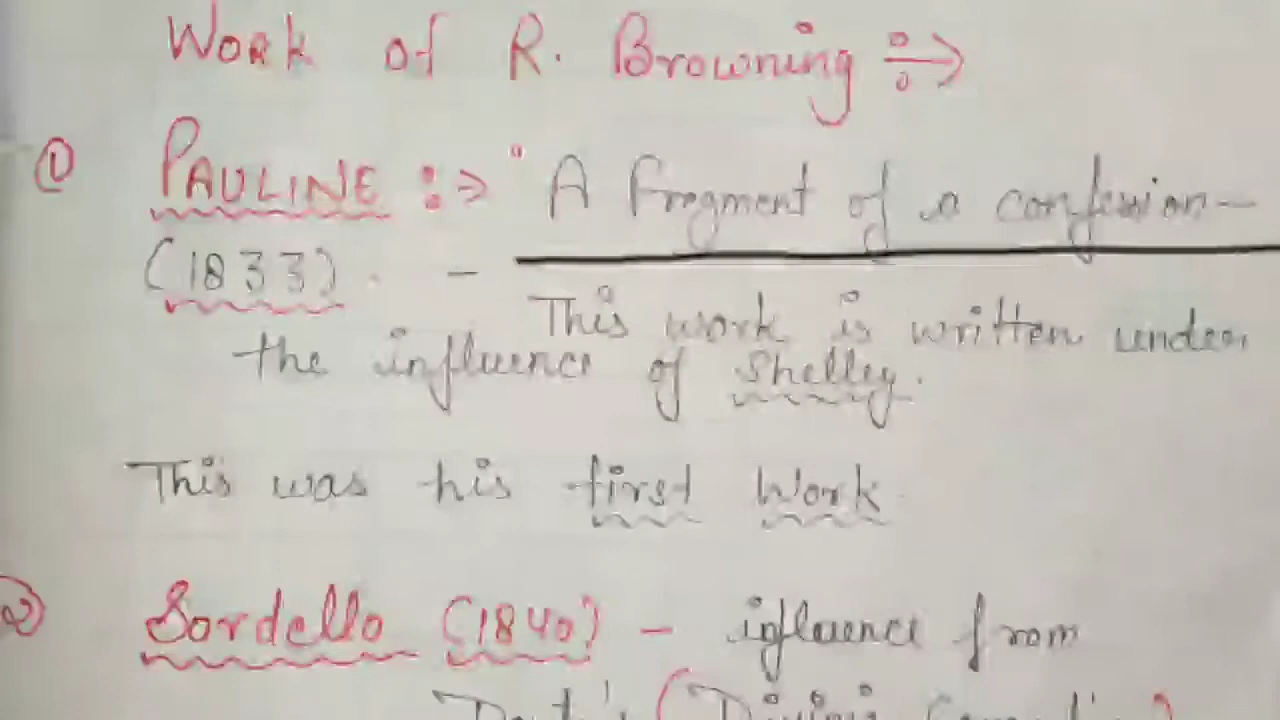 Work of R. Browning
① PAULINE :→ "A Fragment of a confession—
(1833) - This work is written under
the influence of Shelley.
This was his first Work
② Sordello (1840) - influence from